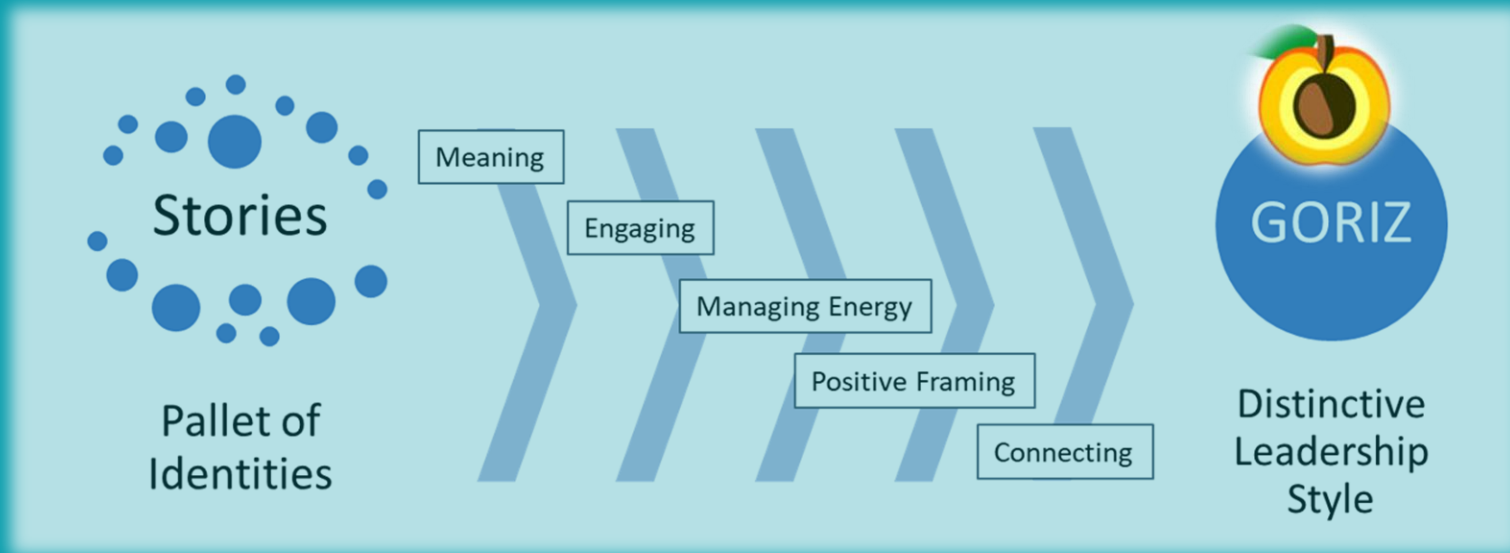 Stories
Pallet of
Identities
Meaning
Engaging
Managing Energy
Positive Framing
Connecting
GORIZ
Distinctive
Leadership
Style